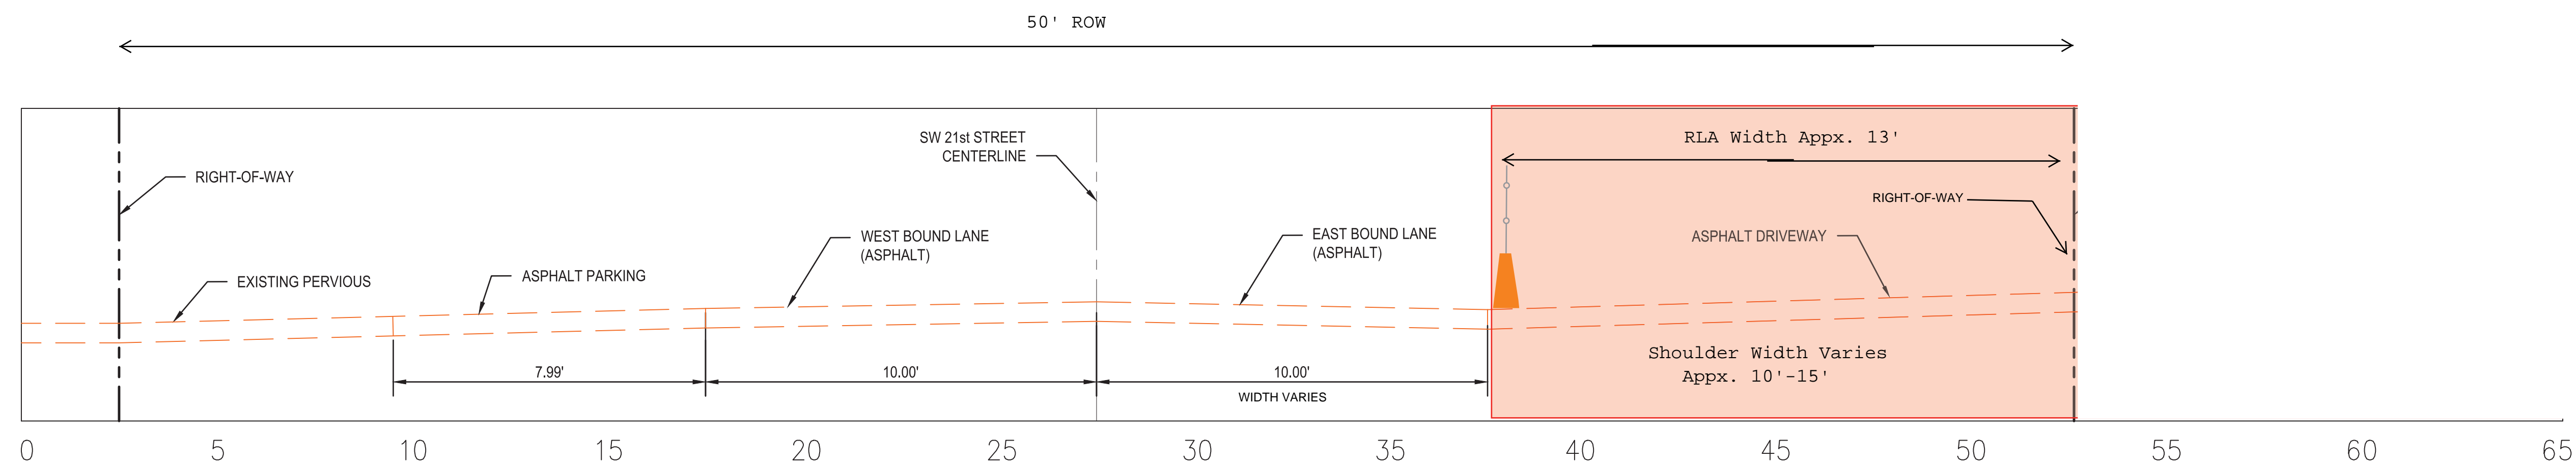 50' ROW
SW 21st STREET
CENTERLINE
RLA Width Appx. 13'
RIGHT-OF-WAY
RIGHT-OF-WAY
WEST BOUND LANE
(ASPHALT)
EAST BOUND LANE
(ASPHALT)
ASPHALT DRIVEWAY
EXISTING PERVIOUS
ASPHALT PARKING
Shoulder Width Varies
Appx. 10'-15'
7.99'
10.00'
10.00'
WIDTH VARIES
0 5 10 15 20 25 30 35 40 45 50 55 60 65